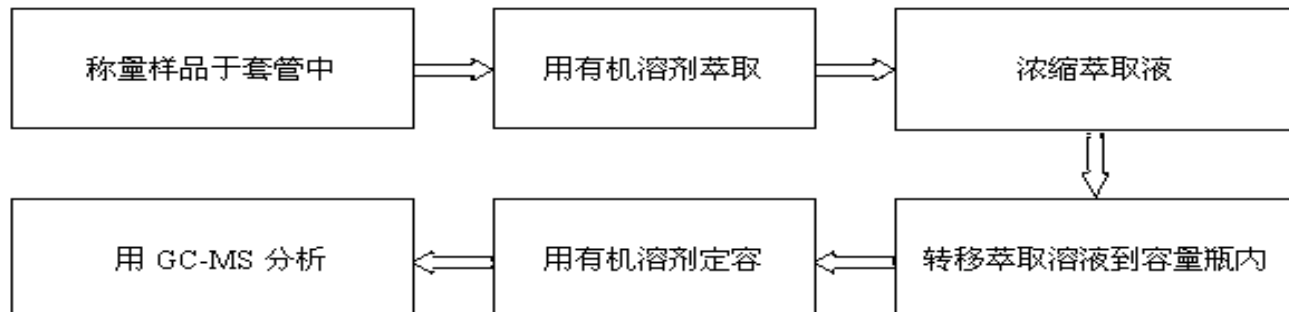 称量样品于套管中
用有机溶剂萃取
浓缩萃取液
转移萃取溶液到容量瓶内
用有机溶剂定容
用 GC-MS 分析